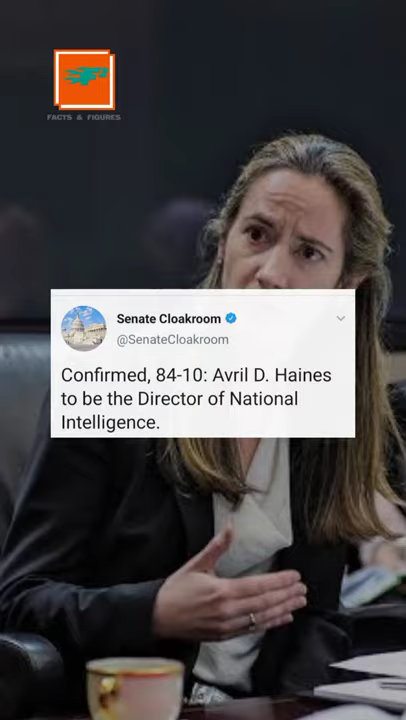 FACTS & FIGURES
Senate Cloakroom
@SenateCloakroom
Confirmed, 84-10: Avril D. Haines
to be the Director of National
Intelligence.